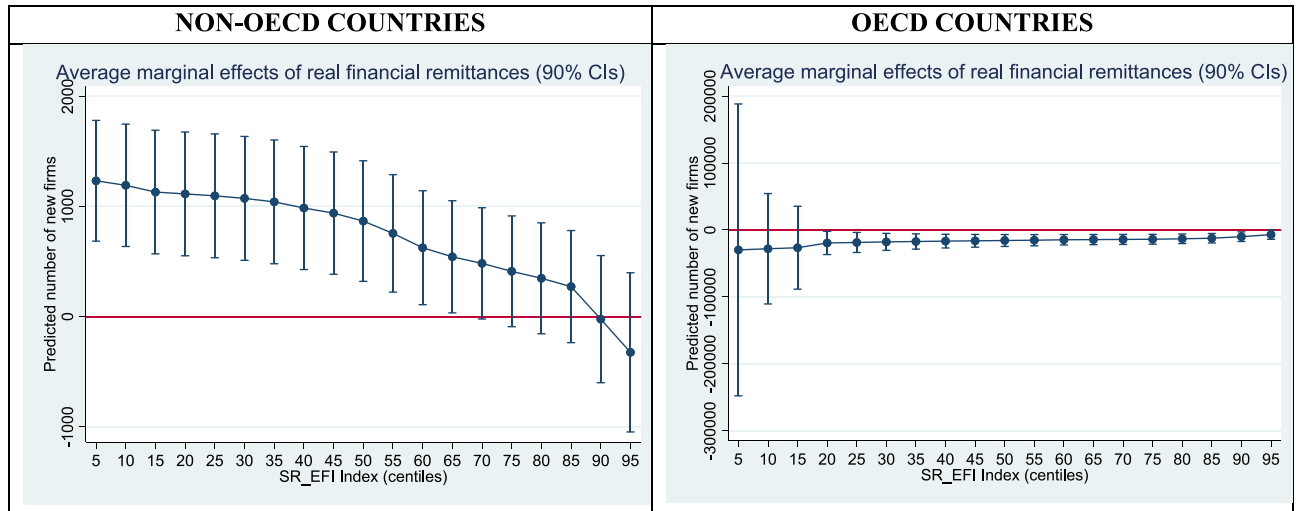 NON-OECD COUNTRIES
Average marginal effects of real financial remittances (90% CIs)
Predicted number of new firms
2000
1000
0
-1000
5 10 15 20 25 30 35 40 45 50 55 60 65 70 75 80 85 90 95
SR_EFI Index (centiles)
OECD COUNTRIES
Average marginal effects of real financial remittances (90% CIs)
Predicted number of new firms
200000
100000
0
-100000
-200000
-300000
5 10 15 20 25 30 35 40 45 50 55 60 65 70 75 80 85 90 95
SR_EFI Index (centiles)